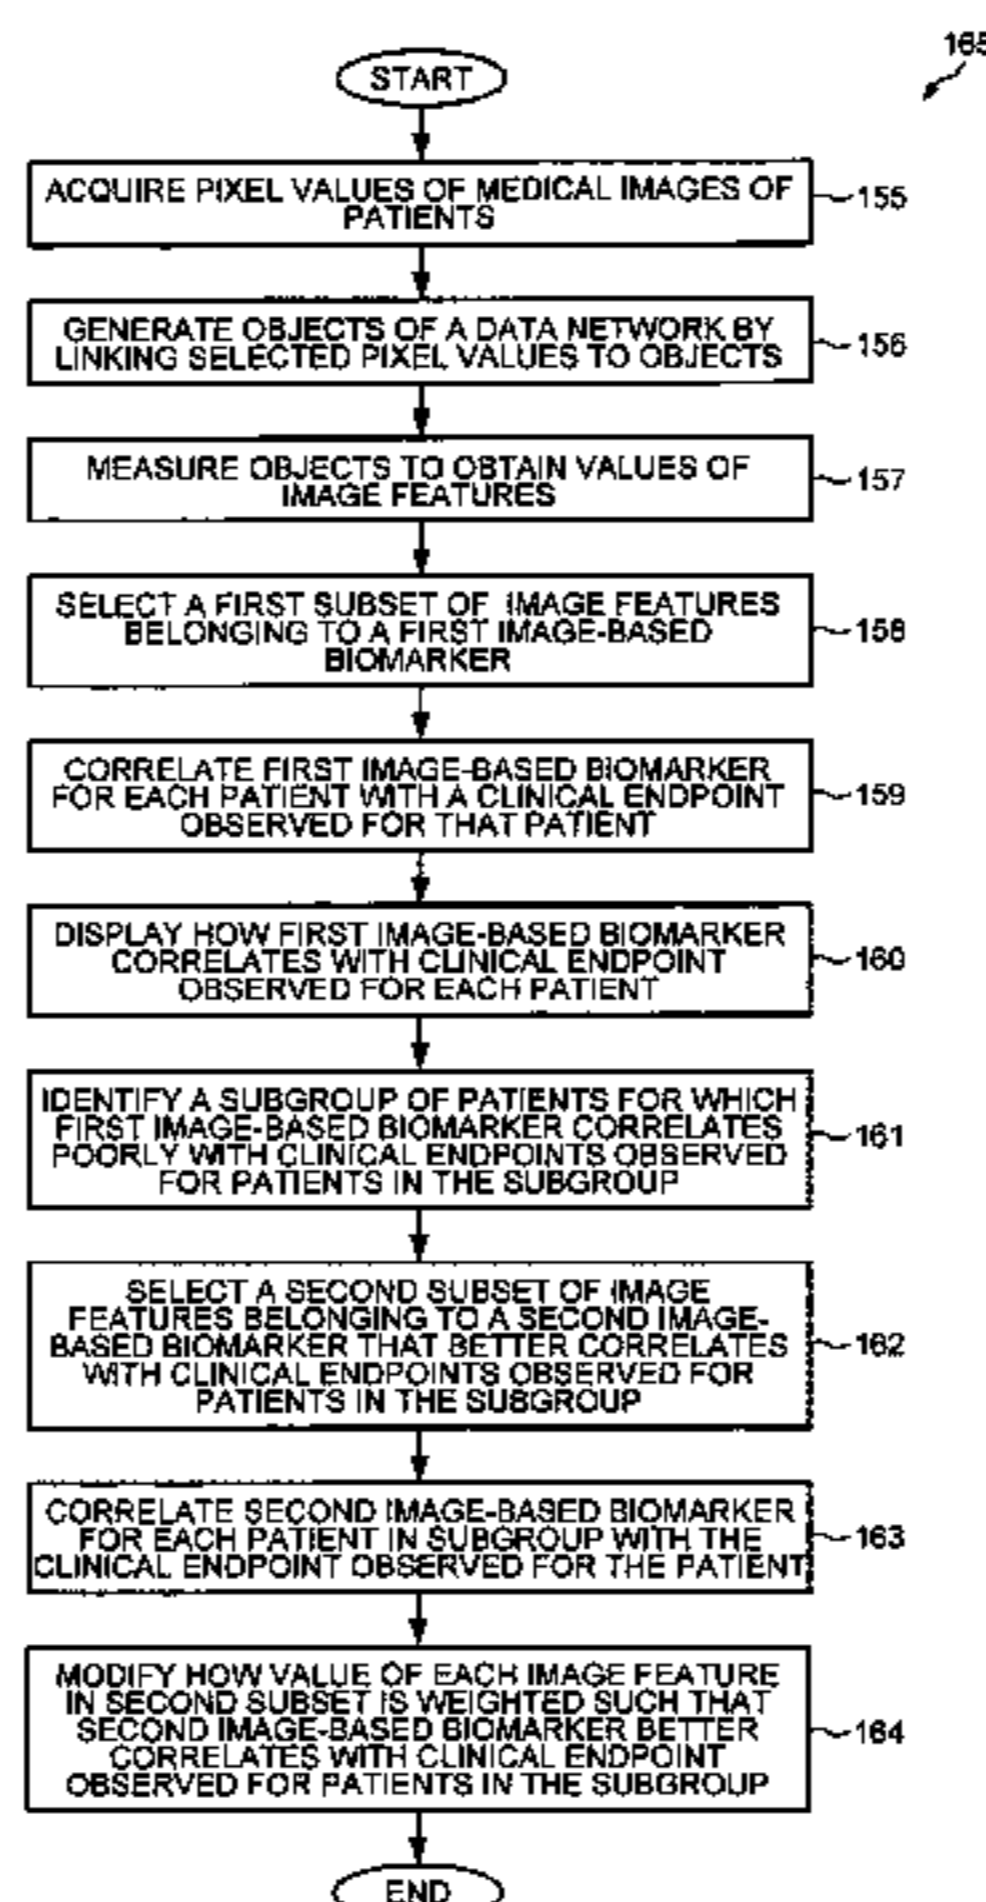 165
START
ACQUIRE PIXEL VALUES OF MEDICAL IMAGES OF
PATIENTS
155
GENERATE OBJECTS OF A DATA NETWORK BY
LINKING SELECTED PIXEL VALUES TO OBJECTS
156
MEASURE OBJECTS TO OBTAIN VALUES OF
IMAGE FEATURES
157
SELECT A FIRST SUBSET OF IMAGE FEATURES
BELONGING TO A FIRST IMAGE-BASED
BIOMARKER
158
CORRELATE FIRST IMAGE-BASED BIOMARKER
FOR EACH PATIENT WITH A CLINICAL ENDPOINT
OBSERVED FOR THAT PATIENT
159
DISPLAY HOW FIRST IMAGE-BASED BIOMARKER
CORRELATES WITH CLINICAL ENDPOINT
OBSERVED FOR EACH PATIENT
160
IDENTIFY A SUBGROUP OF PATIENTS FOR WHICH
FIRST IMAGE-BASED BIOMARKER CORRELATES
POORLY WITH CLINICAL ENDPOINTS OBSERVED
FOR PATIENTS IN THE SUBGROUP
161
SELECT A SECOND SUBSET OF IMAGE
FEATURES BELONGING TO A SECOND IMAGE-
BASED BIOMARKER THAT BETTER CORRELATES
WITH CLINICAL ENDPOINTS OBSERVED FOR
PATIENTS IN THE SUBGROUP
162
CORRELATE SECOND IMAGE-BASED BIOMARKER
FOR EACH PATIENT IN SUBGROUP WITH THE
CLINICAL ENDPOINT OBSERVED FOR THE PATIENT
163
MODIFY HOW VALUE OF EACH IMAGE FEATURE
IN SECOND SUBSET IS WEIGHTED SUCH THAT
SECOND IMAGE-BASED BIOMARKER BETTER
CORRELATES WITH CLINICAL ENDPOINT
OBSERVED FOR PATIENTS IN THE SUBGROUP
164
END